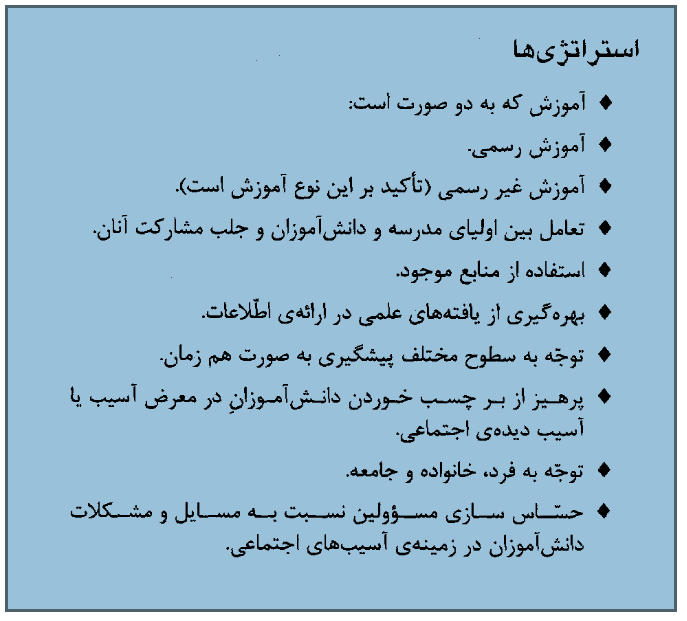 استراتژی‌ها
♦ آموزش که به دو صورت است:
♦ آموزش رسمی.
♦ آموزش غیر رسمی (تأکید بر این نوع آموزش است).
♦ تعامل بین اولیای مدرسه و دانش‌آموزان و جلب مشارکت آنان.
♦ استفاده از منابع موجود.
♦ بهره‌گیری از یافته‌های علمی در ارائه‌ی اطّلاعات.
♦ توجّه به سطوح مختلف پیشگیری به صورت هم زمان.
♦ پرهیز از بر چسب خوردن دانش‌آموزانِ در معرض آسیب یا
آسیب دیده‌ی اجتماعی.
♦ توجّه به فرد، خانواده و جامعه.
♦ حسّاس سازی مسؤولین نسبت به مسایل و مشکلات
دانش‌آموزان در زمینه‌ی آسیب‌های اجتماعی.